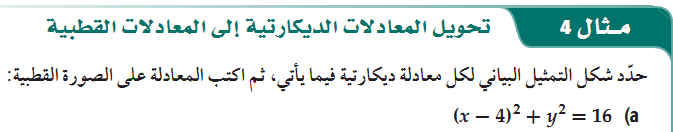 مثال 4 تحويل المعادلات الديكارتية إلى المعادلات القطبية
حدّد شكل التمثيل البياني لكل معادلة ديكارتية فيما يأتي، ثم اكتب المعادلة على الصورة القطبية:
(x − 4)² + y² = 16 (a